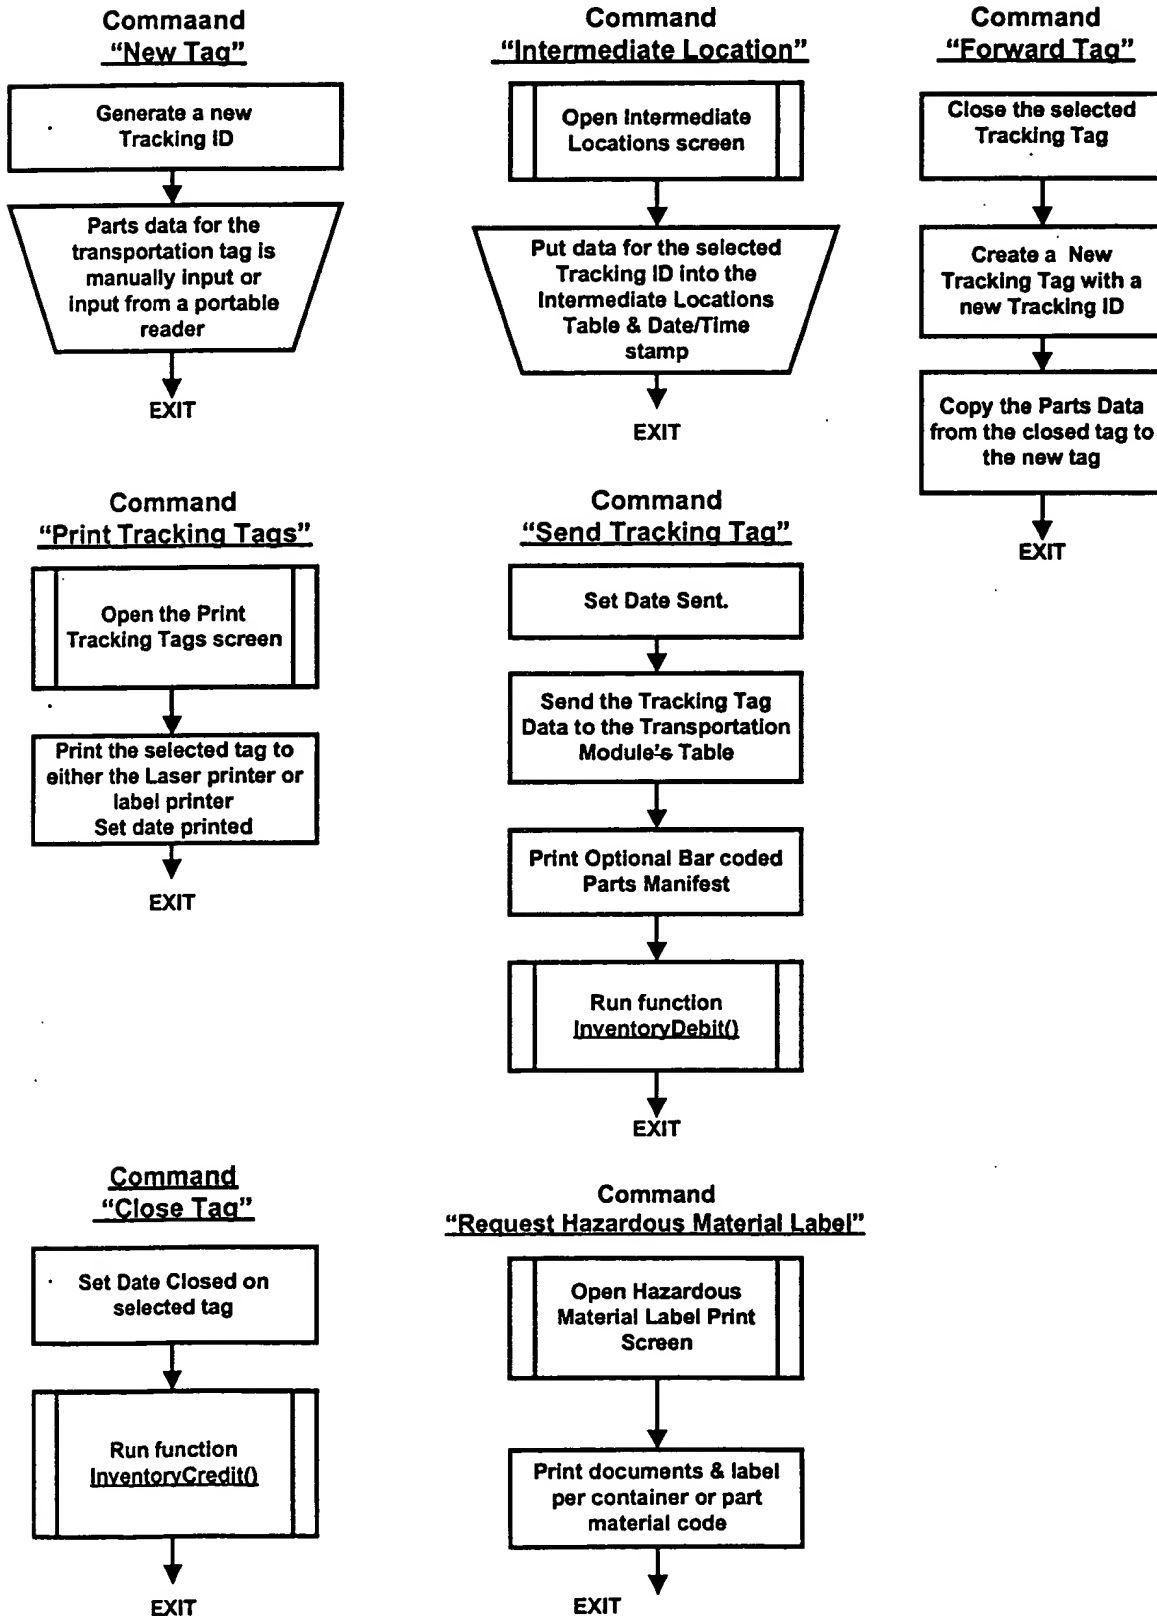 Commaand
“New Tag”
Generate a new
Tracking ID
Parts data for the
transportation tag is
manually input or
input from a portable
reader
EXIT
Command
“Intermediate Location”
Open Intermediate
Locations screen
Put data for the selected
Tracking ID into the
Intermediate Locations
Table & Date/Time
stamp
EXIT
Command
“Forward Tag”
Close the selected
Tracking Tag
Create a New
Tracking Tag with a
new Tracking ID
Copy the Parts Data
from the closed tag to
the new tag
EXIT
Command
“Print Tracking Tags”
Open the Print
Tracking Tags screen
Print the selected tag to
either the Laser printer or
label printer
Set date printed
EXIT
Command
“Send Tracking Tag”
Set Date Sent.
Send the Tracking Tag
Data to the Transportation
Module's Table
Print Optional Bar coded
Parts Manifest
Run function
InventoryDebit()
EXIT
Command
“Close Tag”
Set Date Closed on
selected tag
Run function
InventoryCredit()
EXIT
Command
“Request Hazardous Material Label”
Open Hazardous
Material Label Print
Screen
Print documents & label
per container or part
material code
EXIT